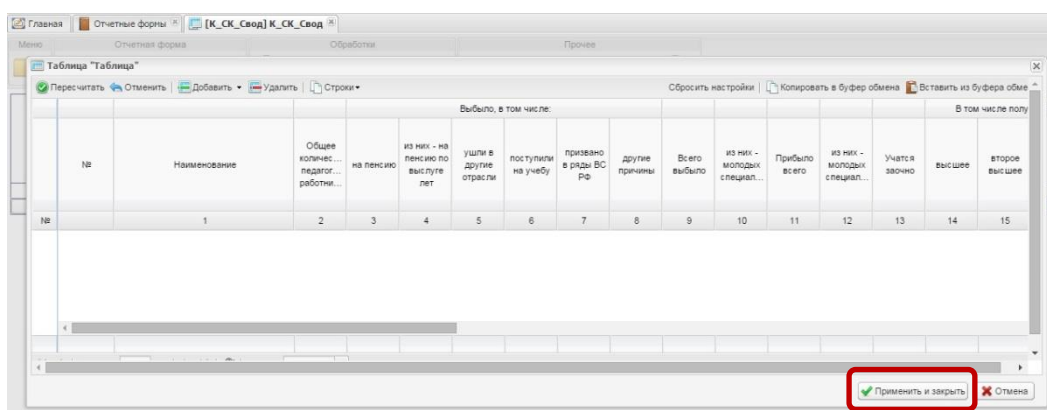 Главная Отчетные формы [К_СК_Свод] К_СК_Свод
Меню Отчетная форма Обработки Прочее
Таблица "Таблица"
Пересчитать Отменить Добавить Удалить Строки Сбросить настройки Копировать в буфер обмена Вставить из буфера обме
Выбыло, в том числе: В том числе полу
№ Наименование
Общее количес... педагог... работни...
на пенсию
из них - на пенсию по выслуге лет
ушли в другие отрасли
поступили на учебу
призвано в ряды ВС РФ
другие причины
Всего выбыло
из них - молодых специал...
Прибыло всего
из них - молодых специал...
Учатся заочно
высшее
второе высшее
№ 1 2 3 4 5 6 7 8 9 10 11 12 13 14 15
Применить и закрыть Отмена